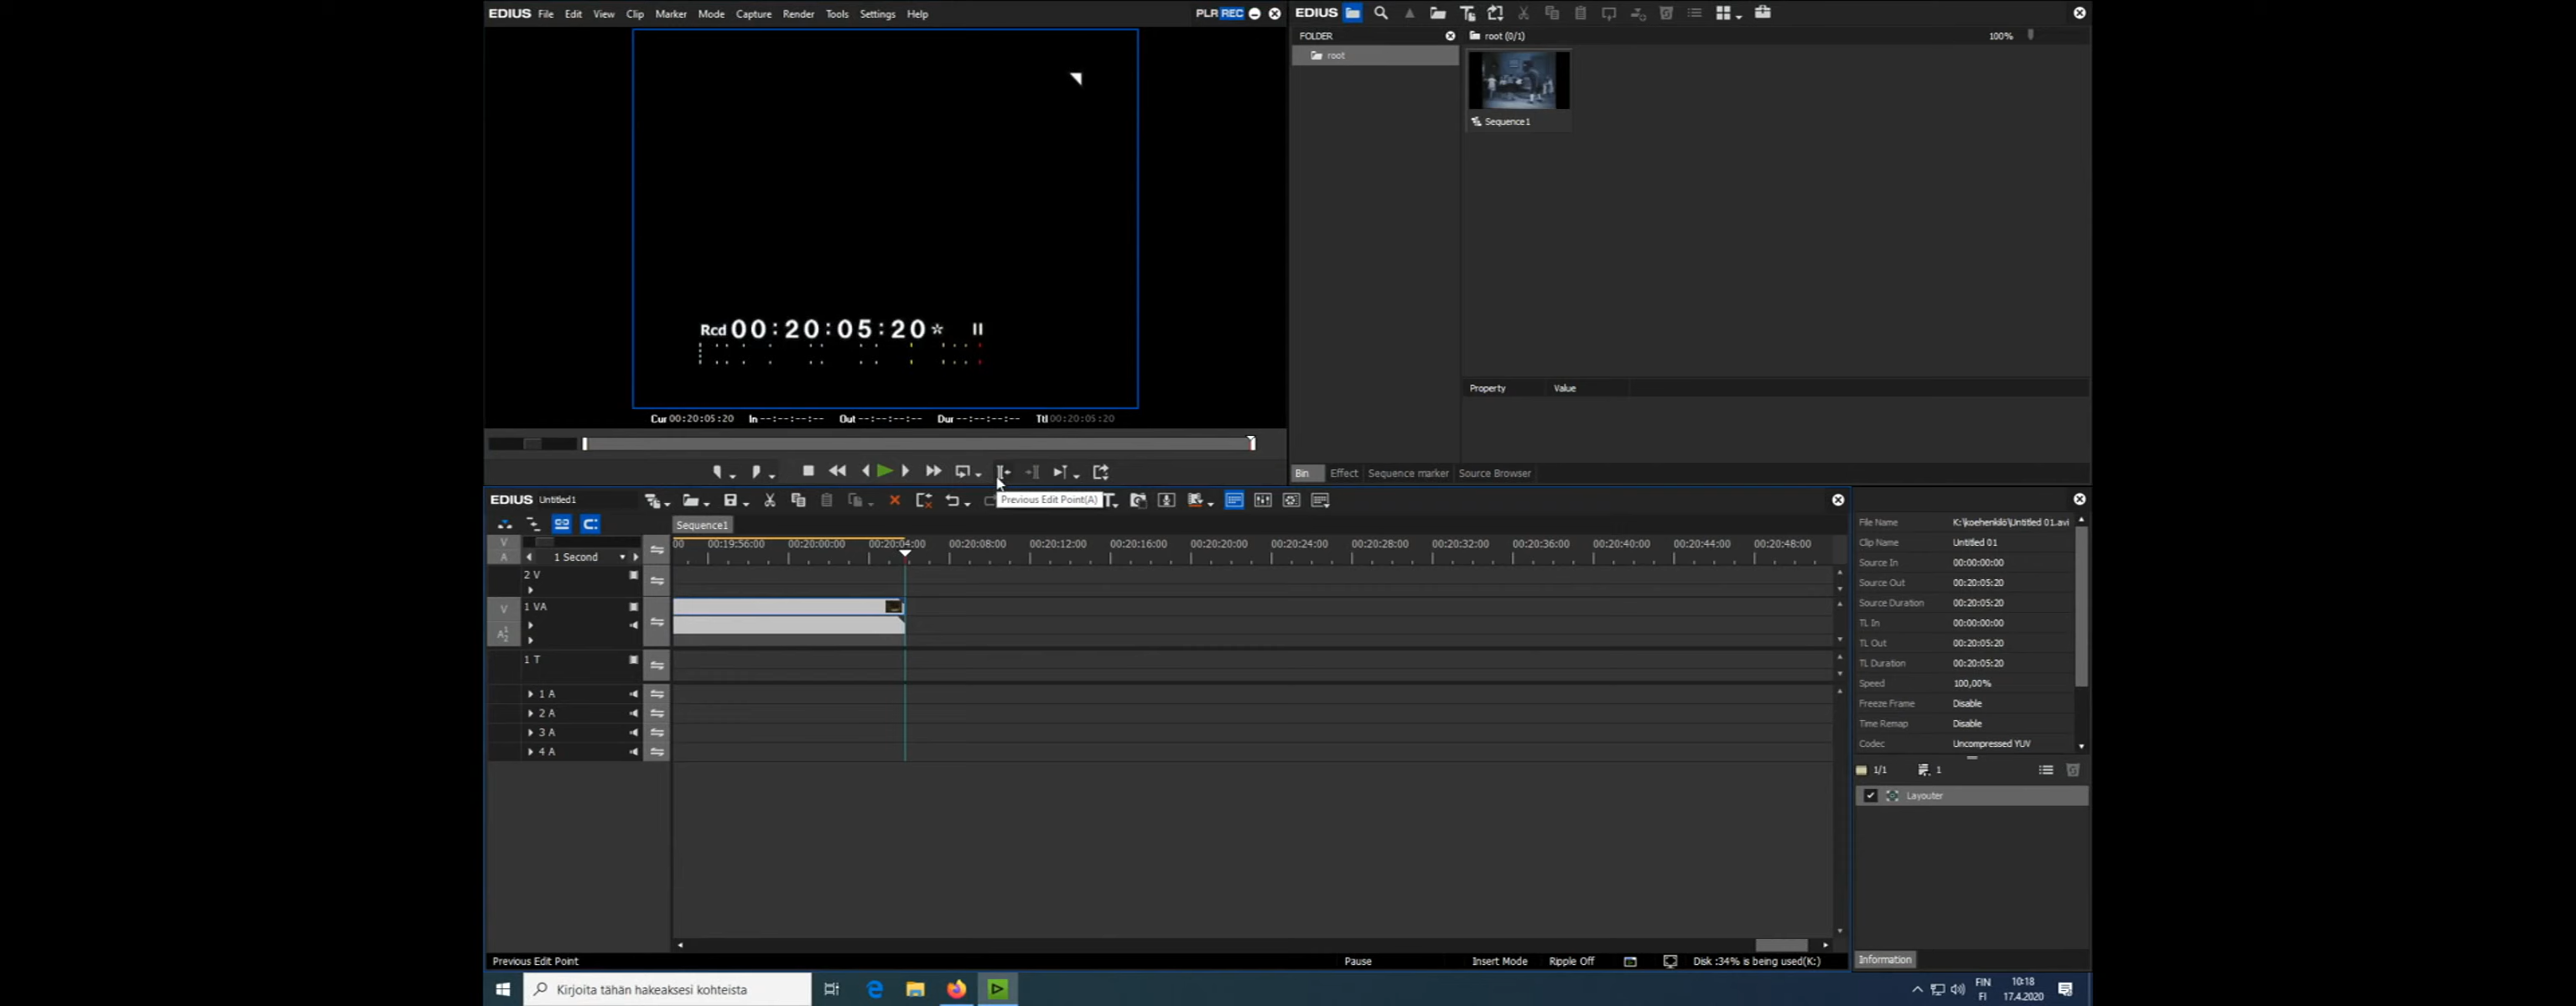 EDIUS File Edit View Clip Marker Mode Capture Render Tools Settings Help PLR REC
Rcd 00:20:05:20*
Cur 00:20:05:20 In --:--:--:-- Out --:--:--:-- Dur --:--:--:-- Ttl 00:20:05:20
EDIUS
FOLDER root (0/1) 100%
root
Sequence1
Property Value
Bin Effect Sequence marker Source Browser
EDIUS Untitled1
Previous Edit Point(A)
Sequence1
00 00:19:56:00 00:20:00:00 00:20:04:00 00:20:08:00 00:20:12:00 00:20:16:00 00:20:20:00 00:20:24:00 00:20:28:00 00:20:32:00 00:20:36:00 00:20:40:00 00:20:44:00 00:20:48:00
V
A 1 Second
2 V
V 1 VA
A12
1 T
1 A
2 A
3 A
4 A
File Name K:\koehenkilö\Untitled 01.avi
Clip Name Untitled 01
Source In 00:00:00:00
Source Out 00:20:05:20
Source Duration 00:20:05:20
TL In 00:00:00:00
TL Out 00:20:05:20
TL Duration 00:20:05:20
Speed 100,00%
Freeze Frame Disable
Time Remap Disable
Codec Uncompressed YUV
1/1 1
Layouter
Information
Previous Edit Point Pause Insert Mode Ripple Off Disk :34% is being used(K:)
Kirjoita tähän hakeaksesi kohteista
FIN 10:18
FI 17.4.2020